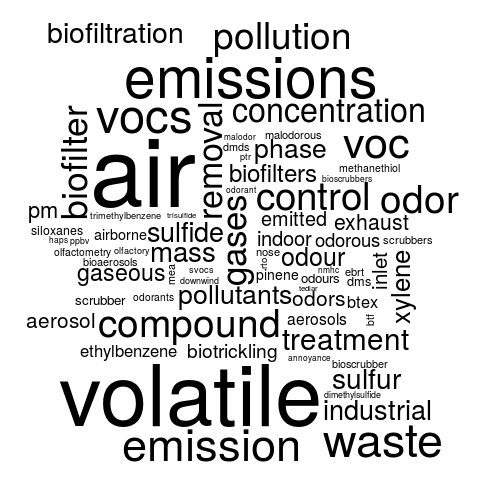 biofiltration
pollution
emissions
vocs
concentration
biofilter
removal
malodor
malodorous
dmds
phase
voc
ptr
air
biofilters
methanethiol
bioscrubbers
odorant
control
odor
pm
trimethylbenzene
trisulfide
emitted
exhaust
siloxanes
airborne
sulfide
gases
indoor
odorous
scrubbers
haps
ppbv
olfactometry
olfactory
mass
nose
odour
inlet
xylene
bioaerosols
gaseous
mea
svocs
rto
pinene
nmhc
odours
ebrt
dms
downwind
tedlar
scrubber
odorants
pollutants
odors
btex
aerosol
compound
aerosols
btf
treatment
ethylbenzene
biotrickling
annoyance
bioscrubber
volatile
sulfur
dimethylsulfide
industrial
emission
waste